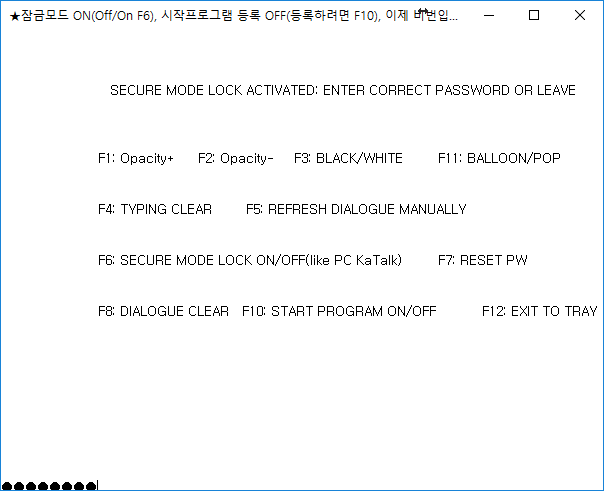 ★잠금모드 ON(Off/On F6), 시작프로그램 등록 OFF(등록하려면 F10), 이제 비번입...
SECURE MODE LOCK ACTIVATED: ENTER CORRECT PASSWORD OR LEAVE
F1: Opacity+ F2: Opacity- F3: BLACK/WHITE F11: BALLOON/POP
F4: TYPING CLEAR F5: REFRESH DIALOGUE MANUALLY
F6: SECURE MODE LOCK ON/OFF(like PC KaTalk) F7: RESET PW
F8: DIALOGUE CLEAR F10: START PROGRAM ON/OFF F12: EXIT TO TRAY
●●●●●●●●